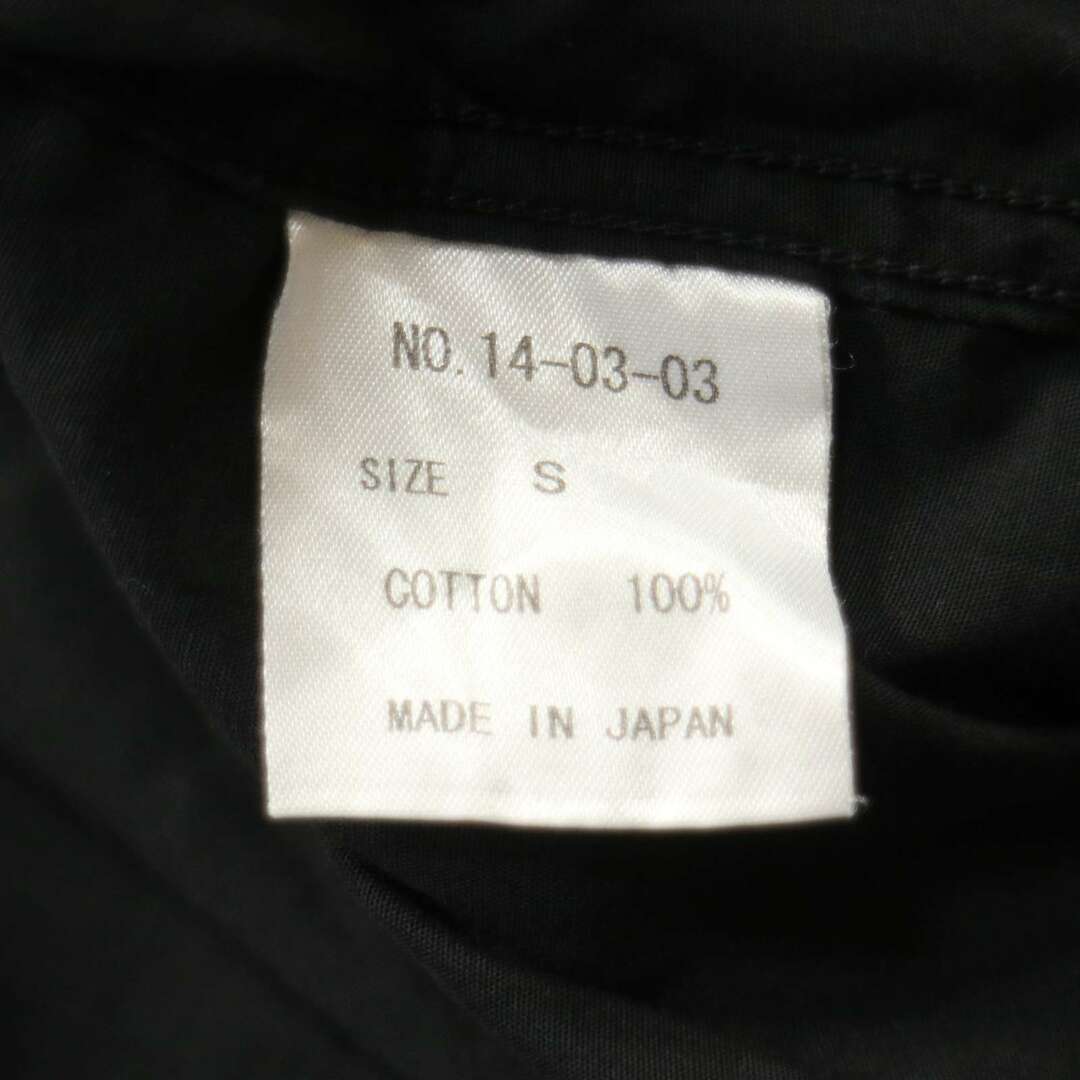 NO. 14-03-03
SIZE S
COTTON 100%
MADE IN JAPAN